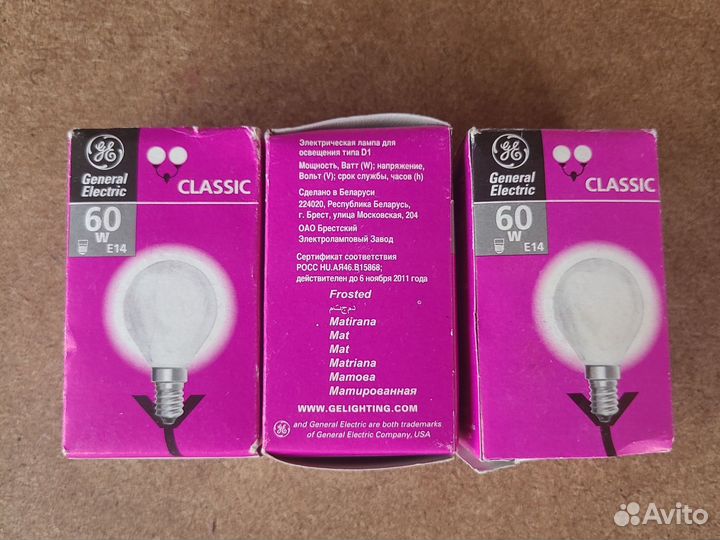 General
Electric
CLASSIC
60
W
E14
Электрическая лампа для
освещения типа D1
Мощность, Ватт (W); напряжение,
Вольт (V); срок службы, часов (h)
Сделано в Беларуси
224020, Республика Беларусь,
г. Брест, улица Московская, 204
ОАО Брестский
Электроламповый Завод
Сертификат соответствия
РОСС HU.АЯ46.В15868;
действителен до 6 ноября 2011 года
Frosted
Matirana
Mat
Mat
Matriana
Матова
Матированная
WWW.GELIGHTING.COM
GE and General Electric are both trademarks
of General Electric Company, USA
General
Electric
CLASSIC
60
W
E14
Avito